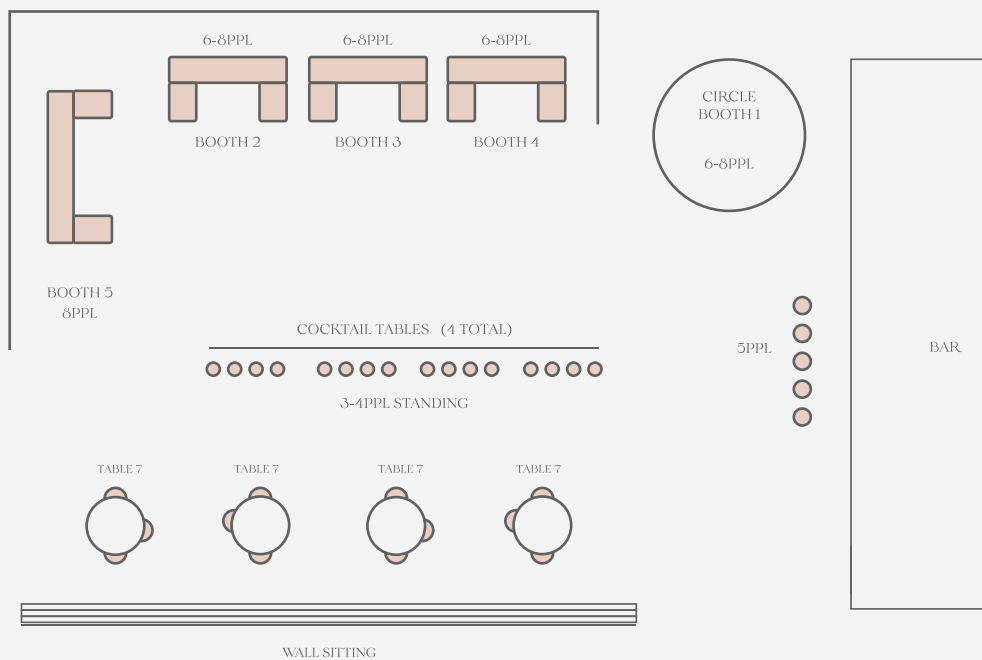 6-8PPL
6-8PPL
6-8PPL
BOOTH 2
BOOTH 3
BOOTH 4
CIRCLE
BOOTH 1
6-8PPL
BOOTH 5
8PPL
COCKTAIL TABLES (4 TOTAL)
3-4PPL STANDING
5PPL
BAR
TABLE 7
TABLE 7
TABLE 7
TABLE 7
WALL SITTING